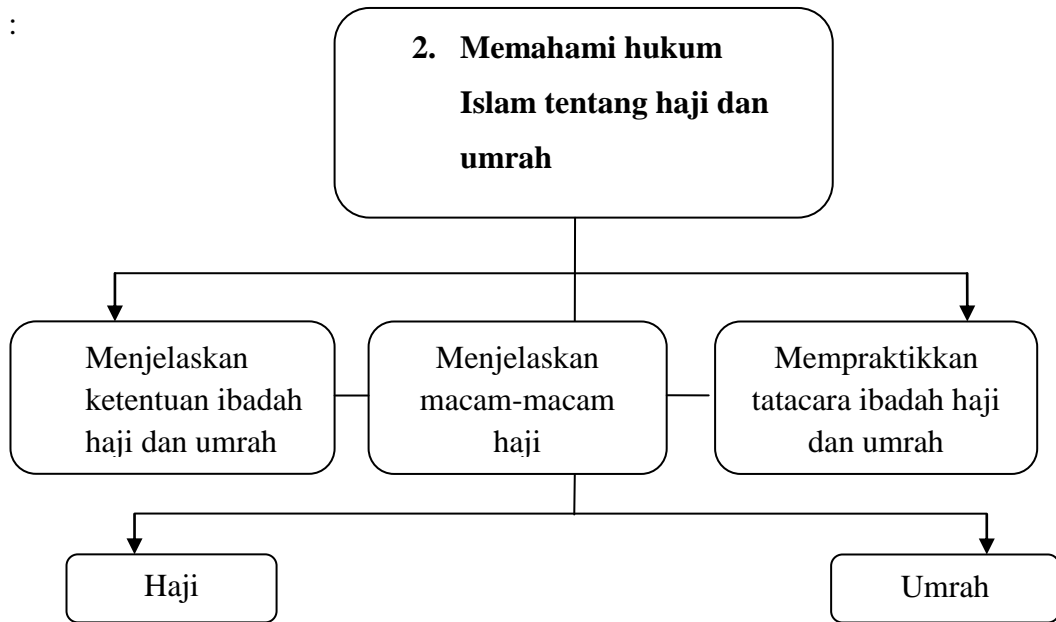 :
2. Memahami hukum
Islam tentang haji dan
umrah
Menjelaskan
ketentuan ibadah
haji dan umrah
Menjelaskan
macam-macam
haji
Mempraktikkan
tatacara ibadah haji
dan umrah
Haji
Umrah